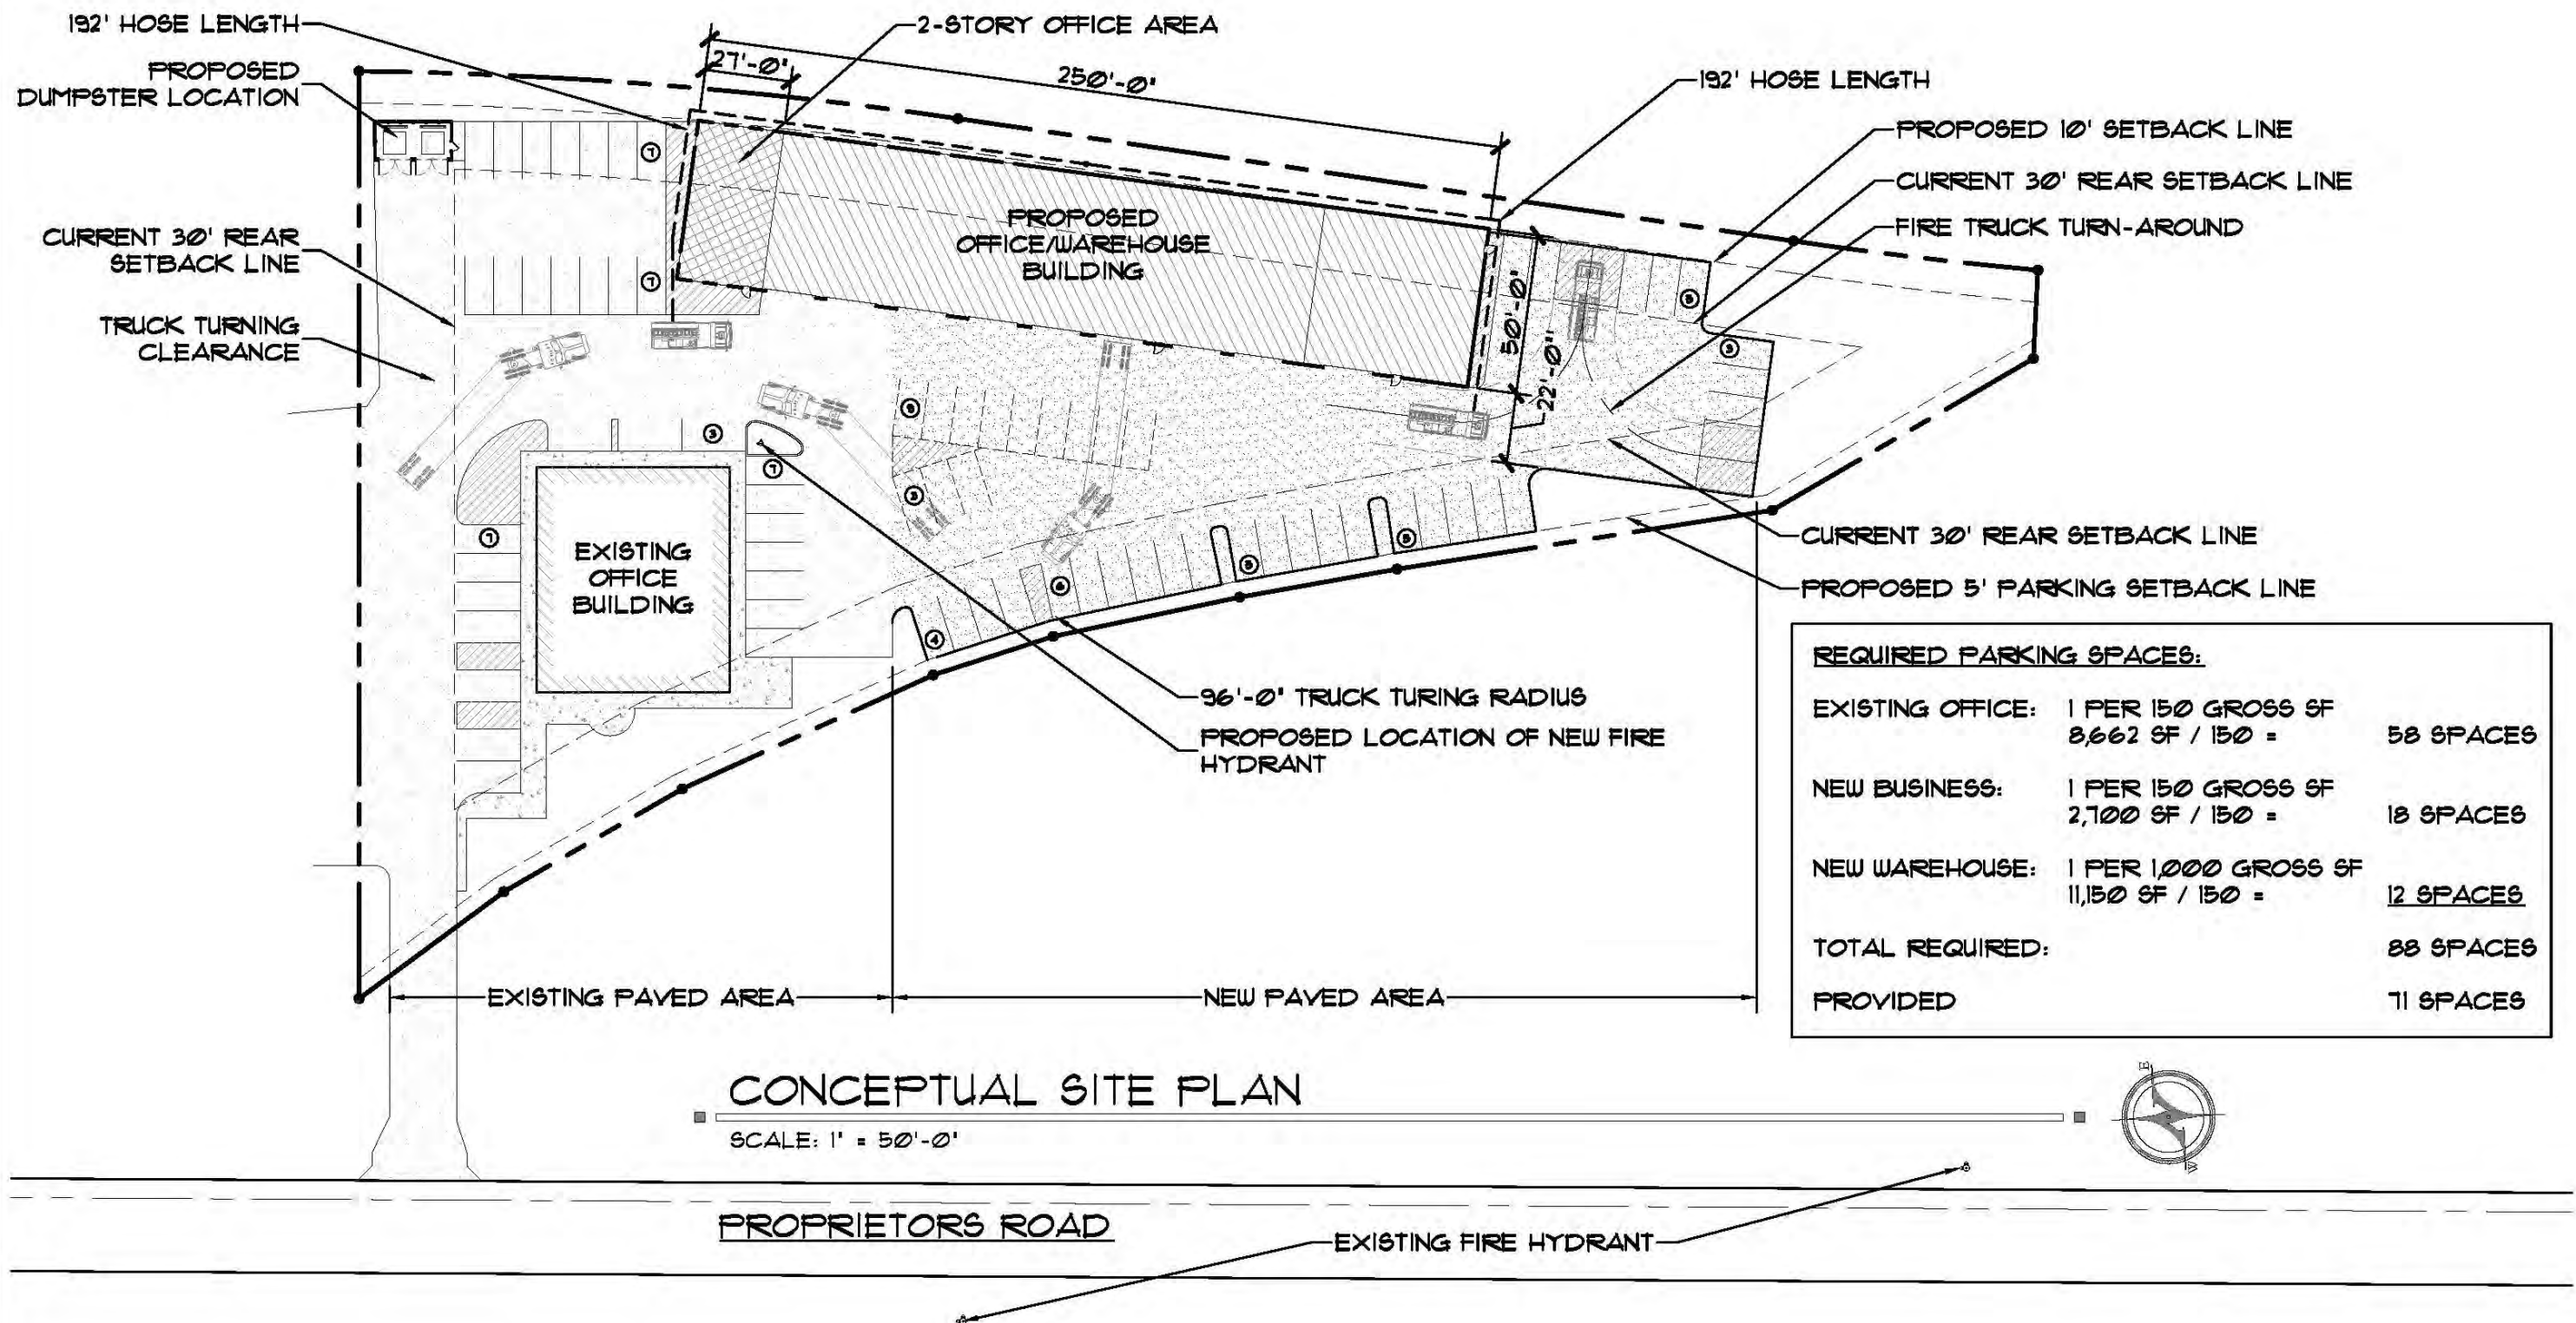 192' HOSE LENGTH
PROPOSED
DUMPSTER LOCATION
CURRENT 30' REAR
SETBACK LINE
TRUCK TURNING
CLEARANCE
2-STORY OFFICE AREA
27'-0"
250'-0"
192' HOSE LENGTH
PROPOSED 10' SETBACK LINE
CURRENT 30' REAR SETBACK LINE
FIRE TRUCK TURN-AROUND
PROPOSED
OFFICE/WAREHOUSE
BUILDING
50'-0"
22'-0"
7
7
3
7
7
4
EXISTING
OFFICE
BUILDING
CURRENT 30' REAR SETBACK LINE
PROPOSED 5' PARKING SETBACK LINE
96'-0" TRUCK TURING RADIUS
PROPOSED LOCATION OF NEW FIRE
HYDRANT
EXISTING PAVED AREA
NEW PAVED AREA
REQUIRED PARKING SPACES:
EXISTING OFFICE: 1 PER 150 GROSS SF
8,662 SF / 150 = 58 SPACES
NEW BUSINESS: 1 PER 150 GROSS SF
2,700 SF / 150 = 18 SPACES
NEW WAREHOUSE: 1 PER 1,000 GROSS SF
11,150 SF / 150 = 12 SPACES
TOTAL REQUIRED: 88 SPACES
PROVIDED 71 SPACES
CONCEPTUAL SITE PLAN
SCALE: 1" = 50'-0"
E
N
W
PROPRIETORS ROAD
EXISTING FIRE HYDRANT